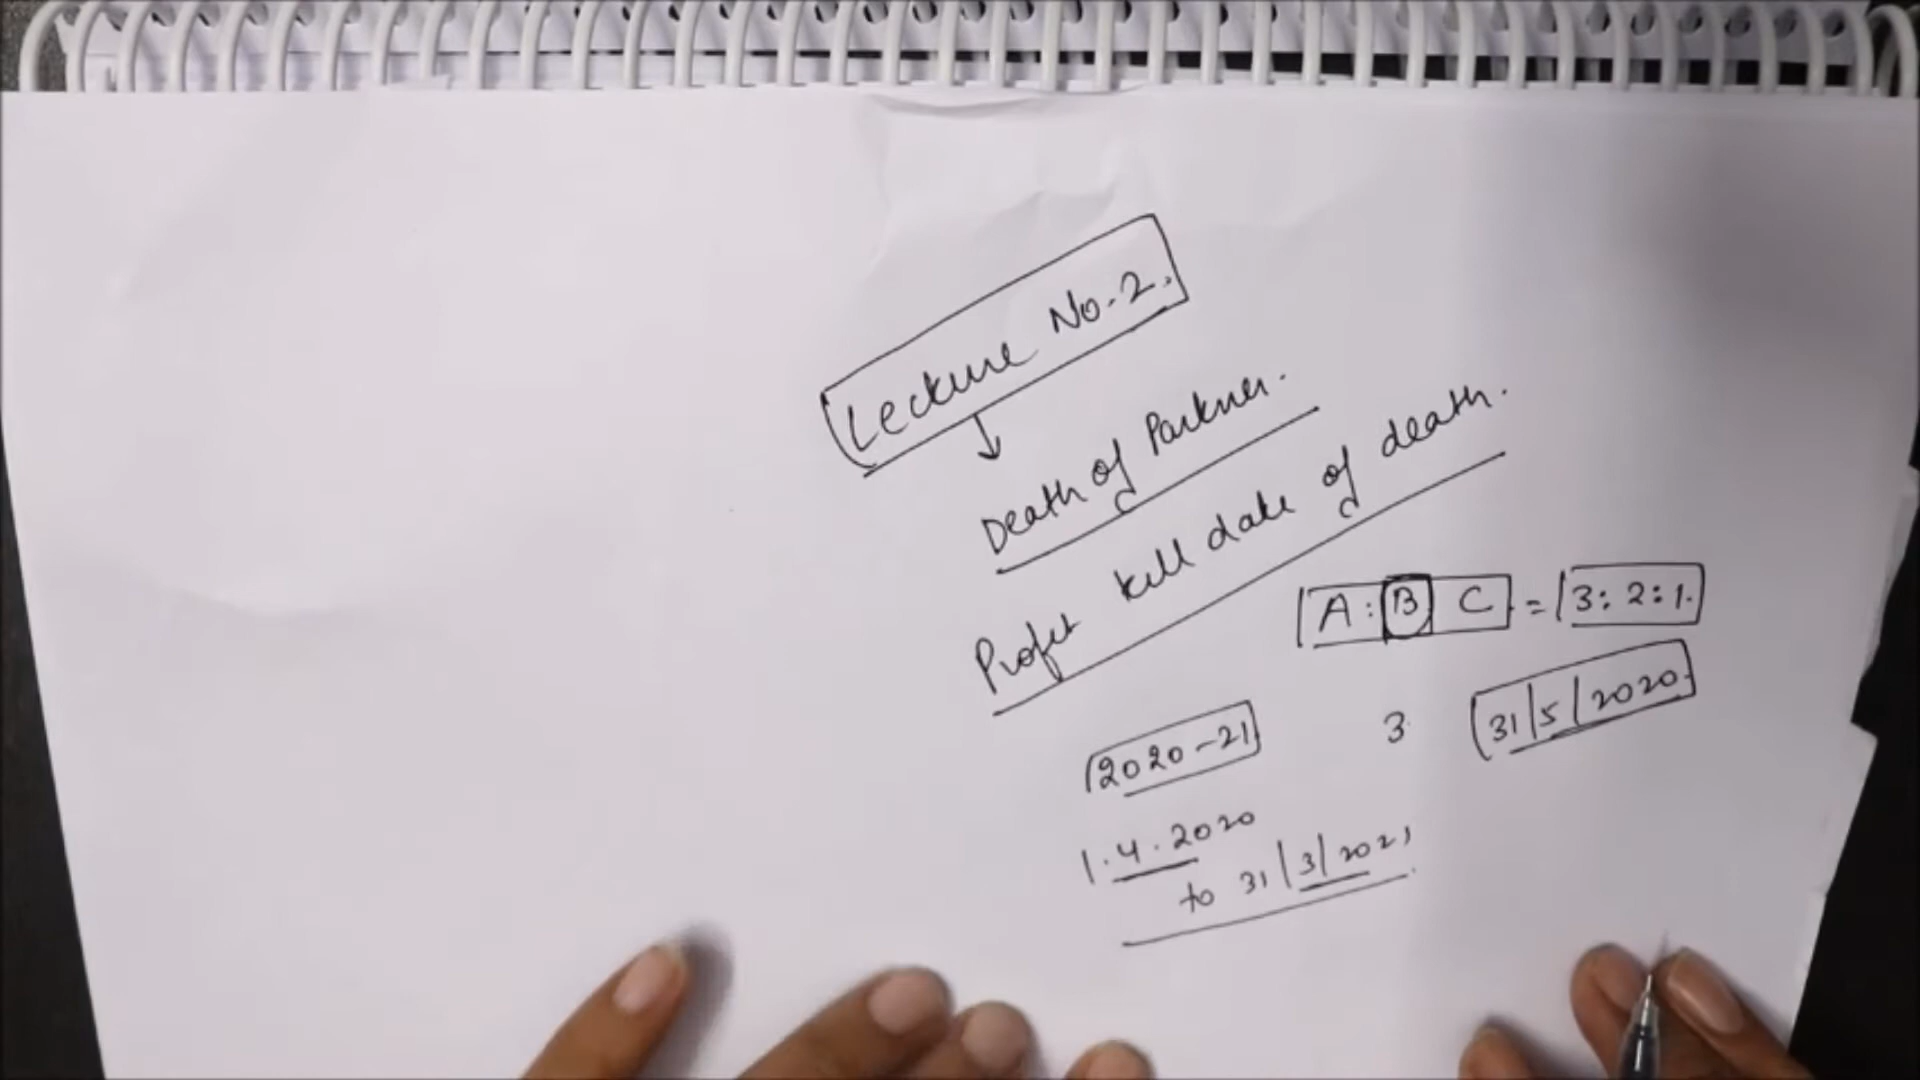 Lecture No-2.
Death of Partner.
Profit till date of death.
A : B C = 3 : 2 : 1.
2020-21 3 31/5/2020.
1.4.2020
to 31/3/2021